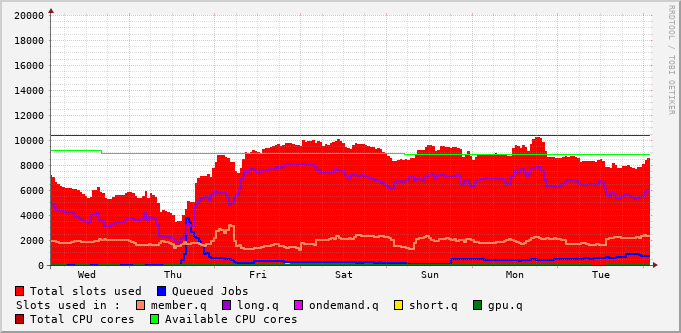 20000
18000
16000
14000
12000
10000
8000
6000
4000
2000
0
Wed Thu Fri Sat Sun Mon Tue
RRDTOOL / TOBI OETIKER
Total slots used Queued Jobs
Slots used in : member.q long.q ondemand.q short.q gpu.q
Total CPU cores Available CPU cores